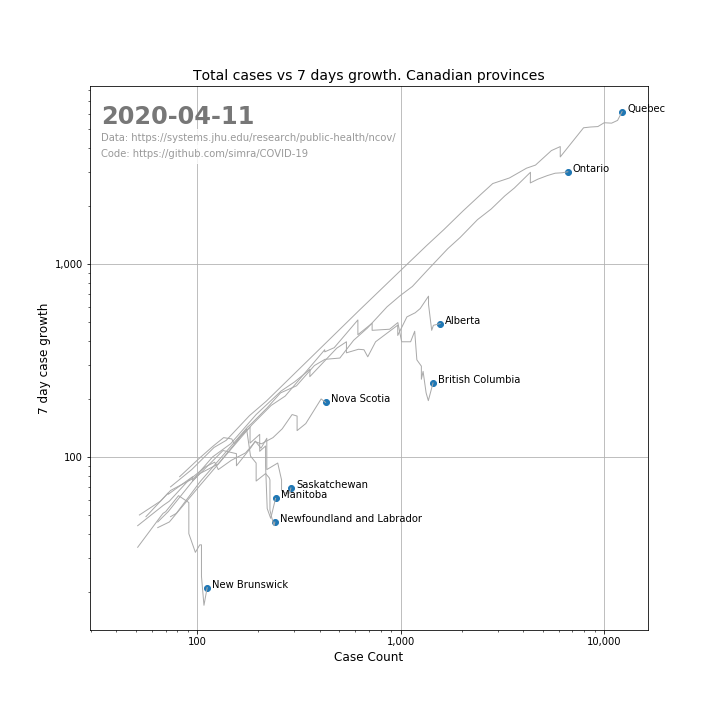 Total cases vs 7 days growth. Canadian provinces
2020-04-11
Data: https://systems.jhu.edu/research/public-health/ncov/
Code: https://github.com/simra/COVID-19
Quebec
Ontario
1,000
Alberta
British Columbia
7 day case growth
Nova Scotia
100
Saskatchewan
Manitoba
Newfoundland and Labrador
New Brunswick
100
1,000
10,000
Case Count